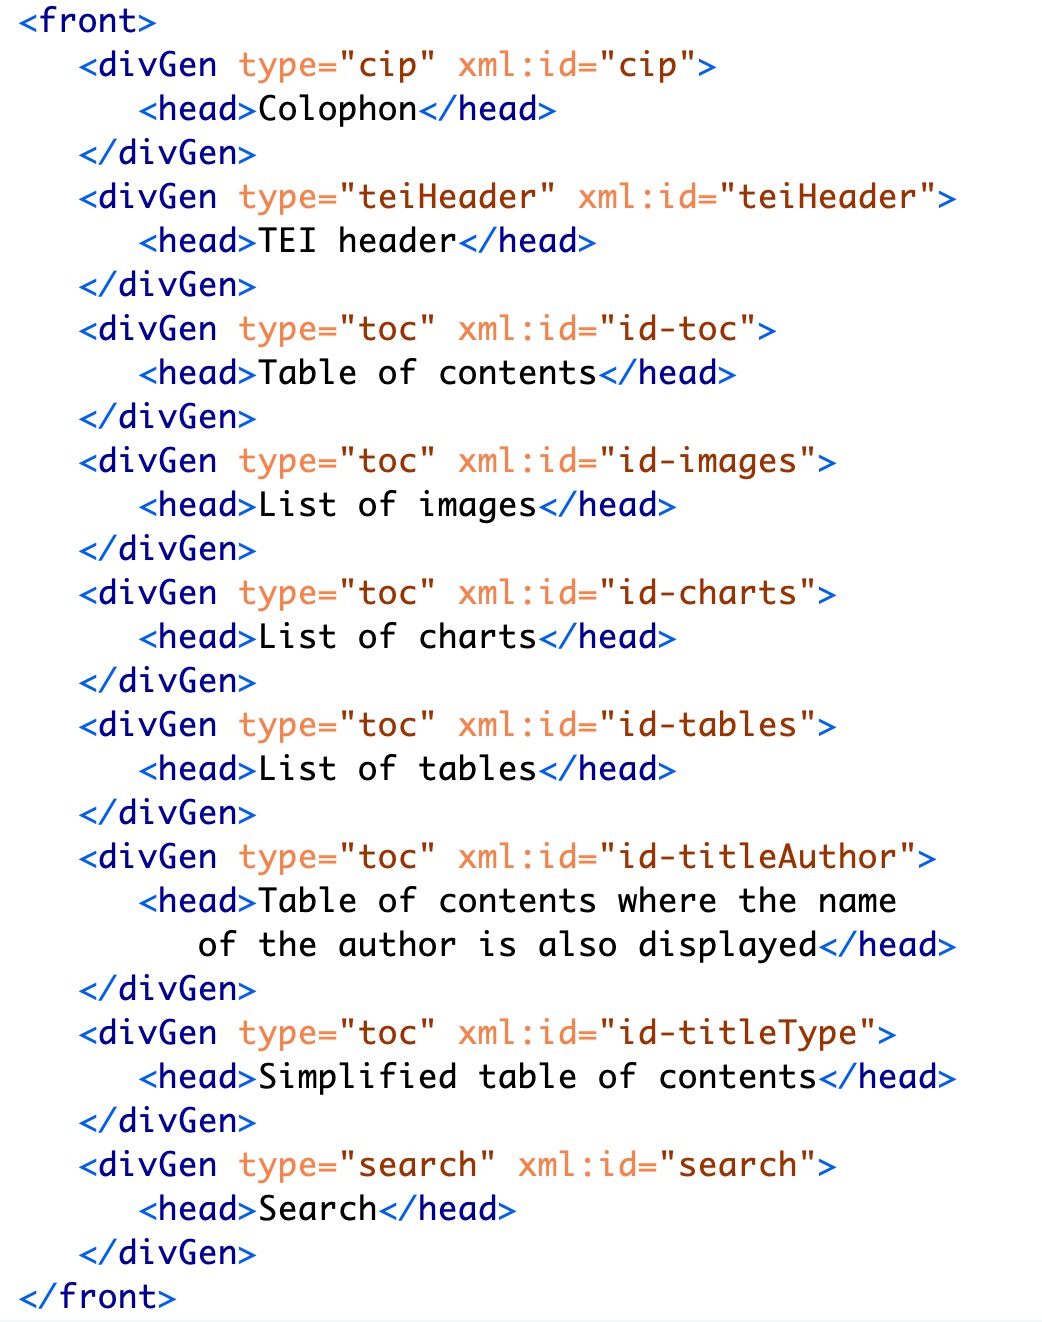 <front>
   <divGen type="cip" xml:id="cip">
      <head>Colophon</head>
   </divGen>
   <divGen type="teiHeader" xml:id="teiHeader">
      <head>TEI header</head>
   </divGen>
   <divGen type="toc" xml:id="id-toc">
      <head>Table of contents</head>
   </divGen>
   <divGen type="toc" xml:id="id-images">
      <head>List of images</head>
   </divGen>
   <divGen type="toc" xml:id="id-charts">
      <head>List of charts</head>
   </divGen>
   <divGen type="toc" xml:id="id-tables">
      <head>List of tables</head>
   </divGen>
   <divGen type="toc" xml:id="id-titleAuthor">
      <head>Table of contents where the name
         of the author is also displayed</head>
   </divGen>
   <divGen type="toc" xml:id="id-titleType">
      <head>Simplified table of contents</head>
   </divGen>
   <divGen type="search" xml:id="search">
      <head>Search</head>
   </divGen>
</front>